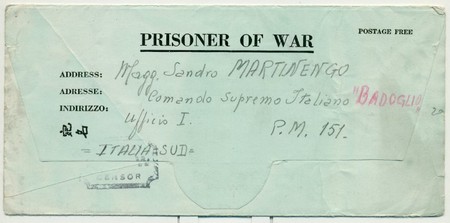 POSTAGE FREE
PRISONER OF WAR
ADDRESS: Magg. Sandro MARTINENGO
ADRESSE: Comando Supremo Italiano "BADOGLIO"
INDIRIZZO: Ufficio I. P.M. 151.
= ITALIA SUD =
CENSOR